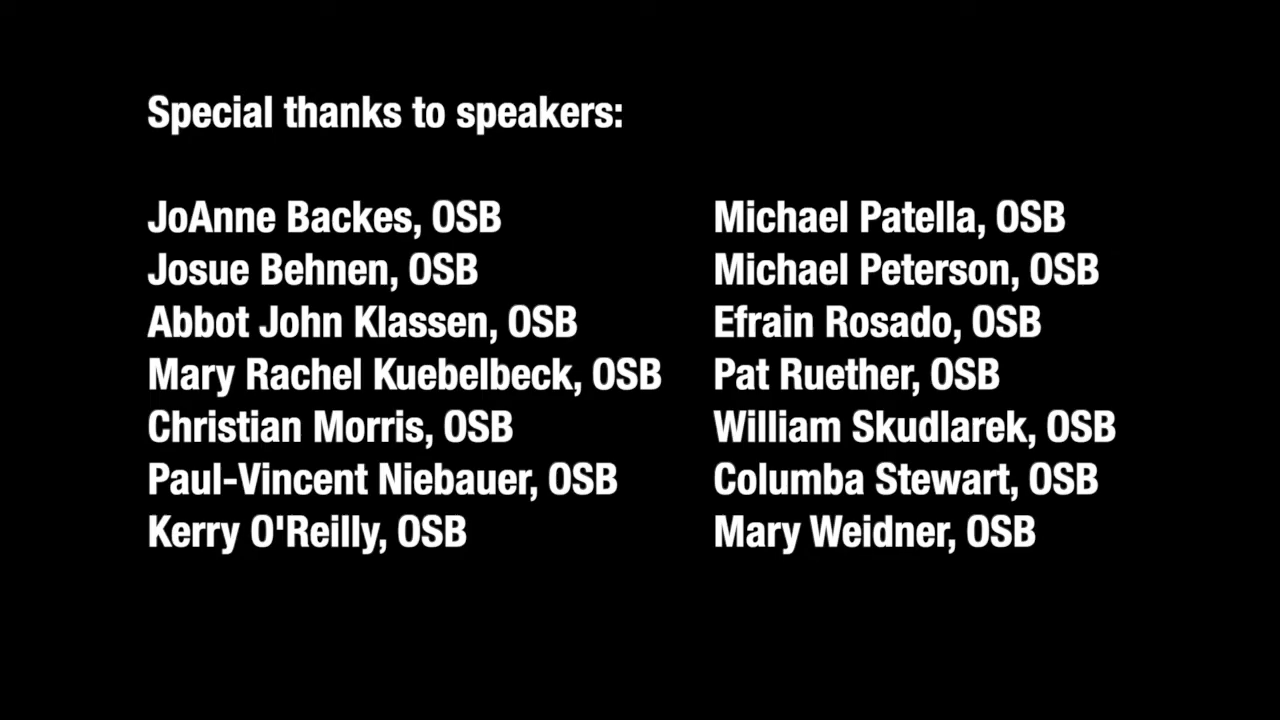 Special thanks to speakers:
JoAnne Backes, OSB
Josue Behnen, OSB
Abbot John Klassen, OSB
Mary Rachel Kuebelbeck, OSB
Christian Morris, OSB
Paul-Vincent Niebauer, OSB
Kerry O'Reilly, OSB
Michael Patella, OSB
Michael Peterson, OSB
Efrain Rosado, OSB
Pat Ruether, OSB
William Skudlarek, OSB
Columba Stewart, OSB
Mary Weidner, OSB